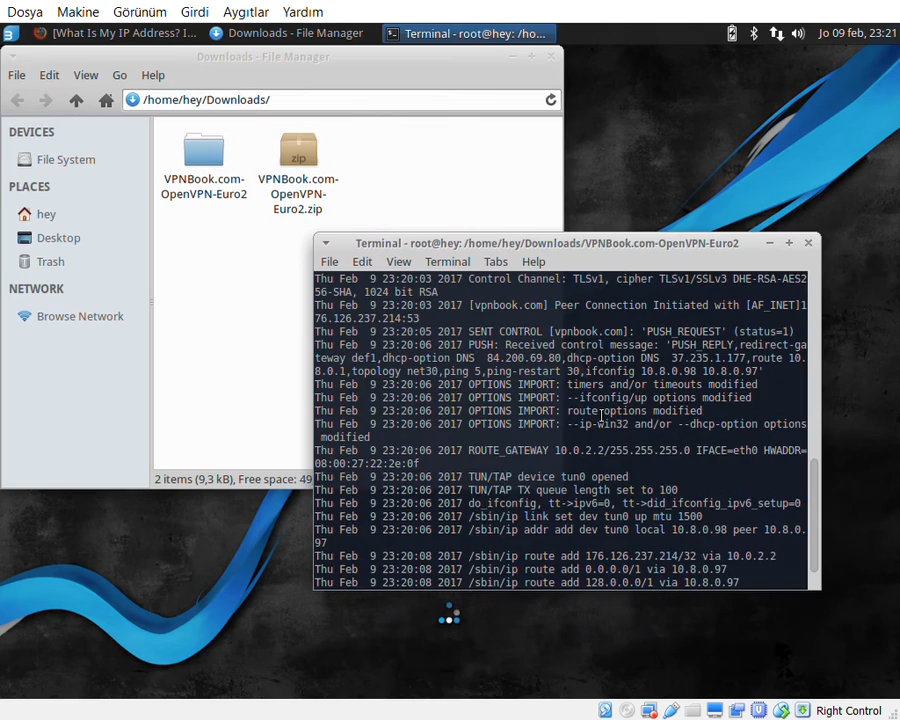 Dosya Makine Görünüm Girdi Aygıtlar Yardım
[What Is My IP Address? I... Downloads - File Manager Terminal - root@hey: /ho... Jo 09 feb, 23:21
Downloads - File Manager
File Edit View Go Help
/home/hey/Downloads/
DEVICES
File System
PLACES
hey
Desktop
Trash
NETWORK
Browse Network
VPNBook.com-
OpenVPN-Euro2
zip
VPNBook.com-
OpenVPN-
Euro2.zip
2 items (9,3 kB), Free space: 49
Terminal - root@hey: /home/hey/Downloads/VPNBook.com-OpenVPN-Euro2
File Edit View Terminal Tabs Help
Thu Feb  9 23:20:03 2017 Control Channel: TLSv1, cipher TLSv1/SSLv3 DHE-RSA-AES2
56-SHA, 1024 bit RSA
Thu Feb  9 23:20:03 2017 [vpnbook.com] Peer Connection Initiated with [AF_INET]1
76.126.237.214:53
Thu Feb  9 23:20:05 2017 SENT CONTROL [vpnbook.com]: 'PUSH_REQUEST' (status=1)
Thu Feb  9 23:20:06 2017 PUSH: Received control message: 'PUSH_REPLY,redirect-ga
teway def1,dhcp-option DNS  84.200.69.80,dhcp-option DNS  37.235.1.177,route 10.
8.0.1,topology net30,ping 5,ping-restart 30,ifconfig 10.8.0.98 10.8.0.97'
Thu Feb  9 23:20:06 2017 OPTIONS IMPORT: timers and/or timeouts modified
Thu Feb  9 23:20:06 2017 OPTIONS IMPORT: --ifconfig/up options modified
Thu Feb  9 23:20:06 2017 OPTIONS IMPORT: route options modified
Thu Feb  9 23:20:06 2017 OPTIONS IMPORT: --ip-win32 and/or --dhcp-option options
 modified
Thu Feb  9 23:20:06 2017 ROUTE_GATEWAY 10.0.2.2/255.255.255.0 IFACE=eth0 HWADDR=
08:00:27:22:2e:0f
Thu Feb  9 23:20:06 2017 TUN/TAP device tun0 opened
Thu Feb  9 23:20:06 2017 TUN/TAP TX queue length set to 100
Thu Feb  9 23:20:06 2017 do_ifconfig, tt->ipv6=0, tt->did_ifconfig_ipv6_setup=0
Thu Feb  9 23:20:06 2017 /sbin/ip link set dev tun0 up mtu 1500
Thu Feb  9 23:20:06 2017 /sbin/ip addr add dev tun0 local 10.8.0.98 peer 10.8.0.
97
Thu Feb  9 23:20:08 2017 /sbin/ip route add 176.126.237.214/32 via 10.0.2.2
Thu Feb  9 23:20:08 2017 /sbin/ip route add 0.0.0.0/1 via 10.8.0.97
Thu Feb  9 23:20:08 2017 /sbin/ip route add 128.0.0.0/1 via 10.8.0.97
Right Control